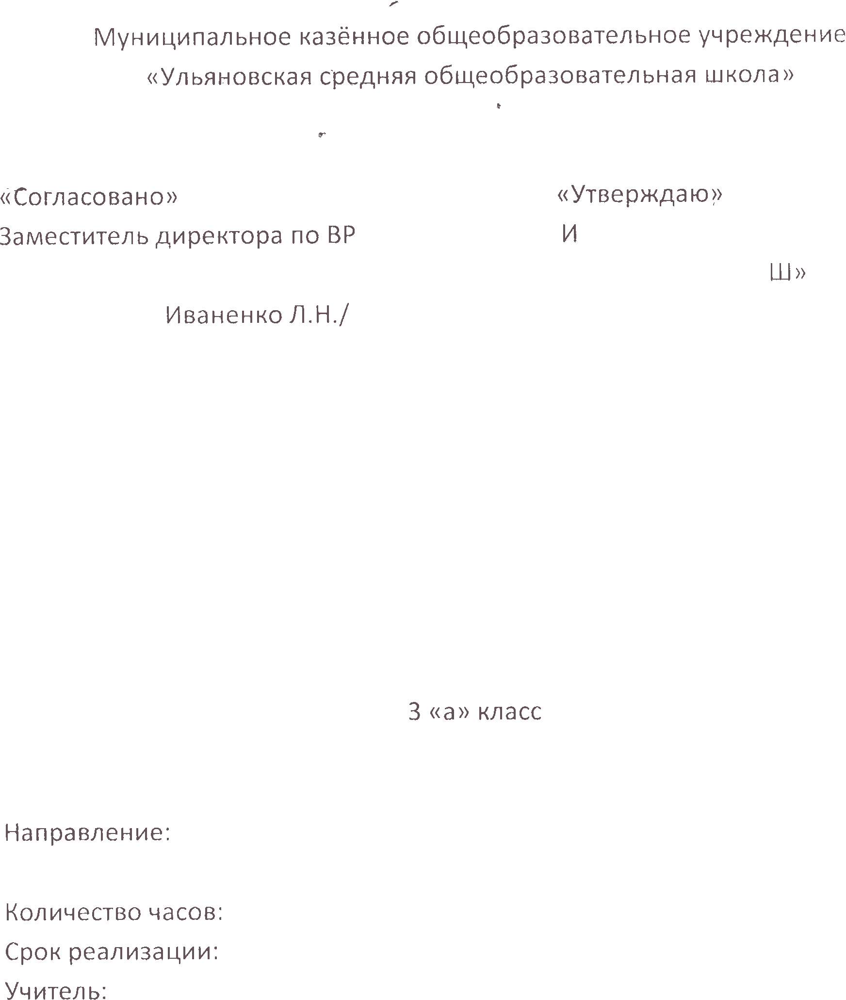 Муниципальное казённое общеобразовательное учреждение
«Ульяновская средняя общеобразовательная школа»
«Согласовано» «Утверждаю»
Заместитель директора по ВР И
Ш»
Иваненко Л.Н./
3 «а» класс
Направление:
Количество часов:
Срок реализации:
Учитель: